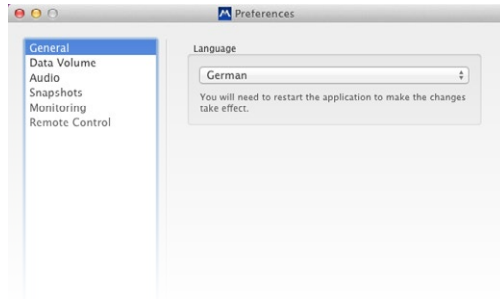 Preferences
General
Data Volume
Audio
Snapshots
Monitoring
Remote Control
Language
German
You will need to restart the application to make the changes
take effect.